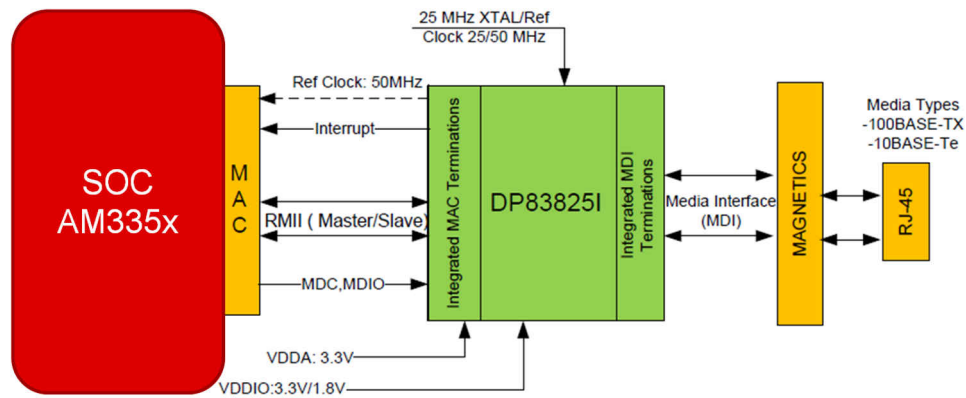 25 MHz XTAL/Ref
Clock 25/50 MHz
Ref Clock: 50MHz
Interrupt
SOC
AM335x
M
A
C
RMII ( Master/Slave)
MDC,MDIO
Integrated MAC Terminations
DP83825I
Integrated MDI
Terminations
Media Interface
(MDI)
MAGNETICS
Media Types
-100BASE-TX
-10BASE-Te
RJ-45
VDDA: 3.3V
VDDIO:3.3V/1.8V